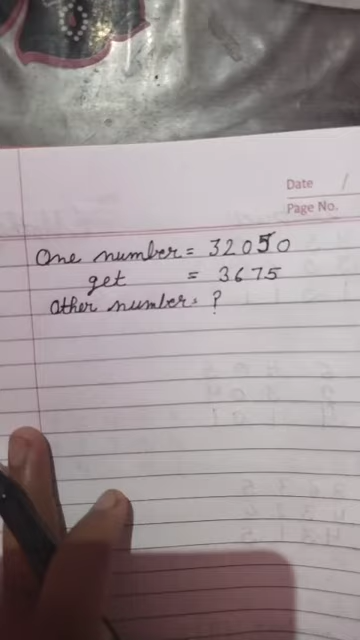 Date /
Page No.
One number = 32050
get = 3675
Other number = ?